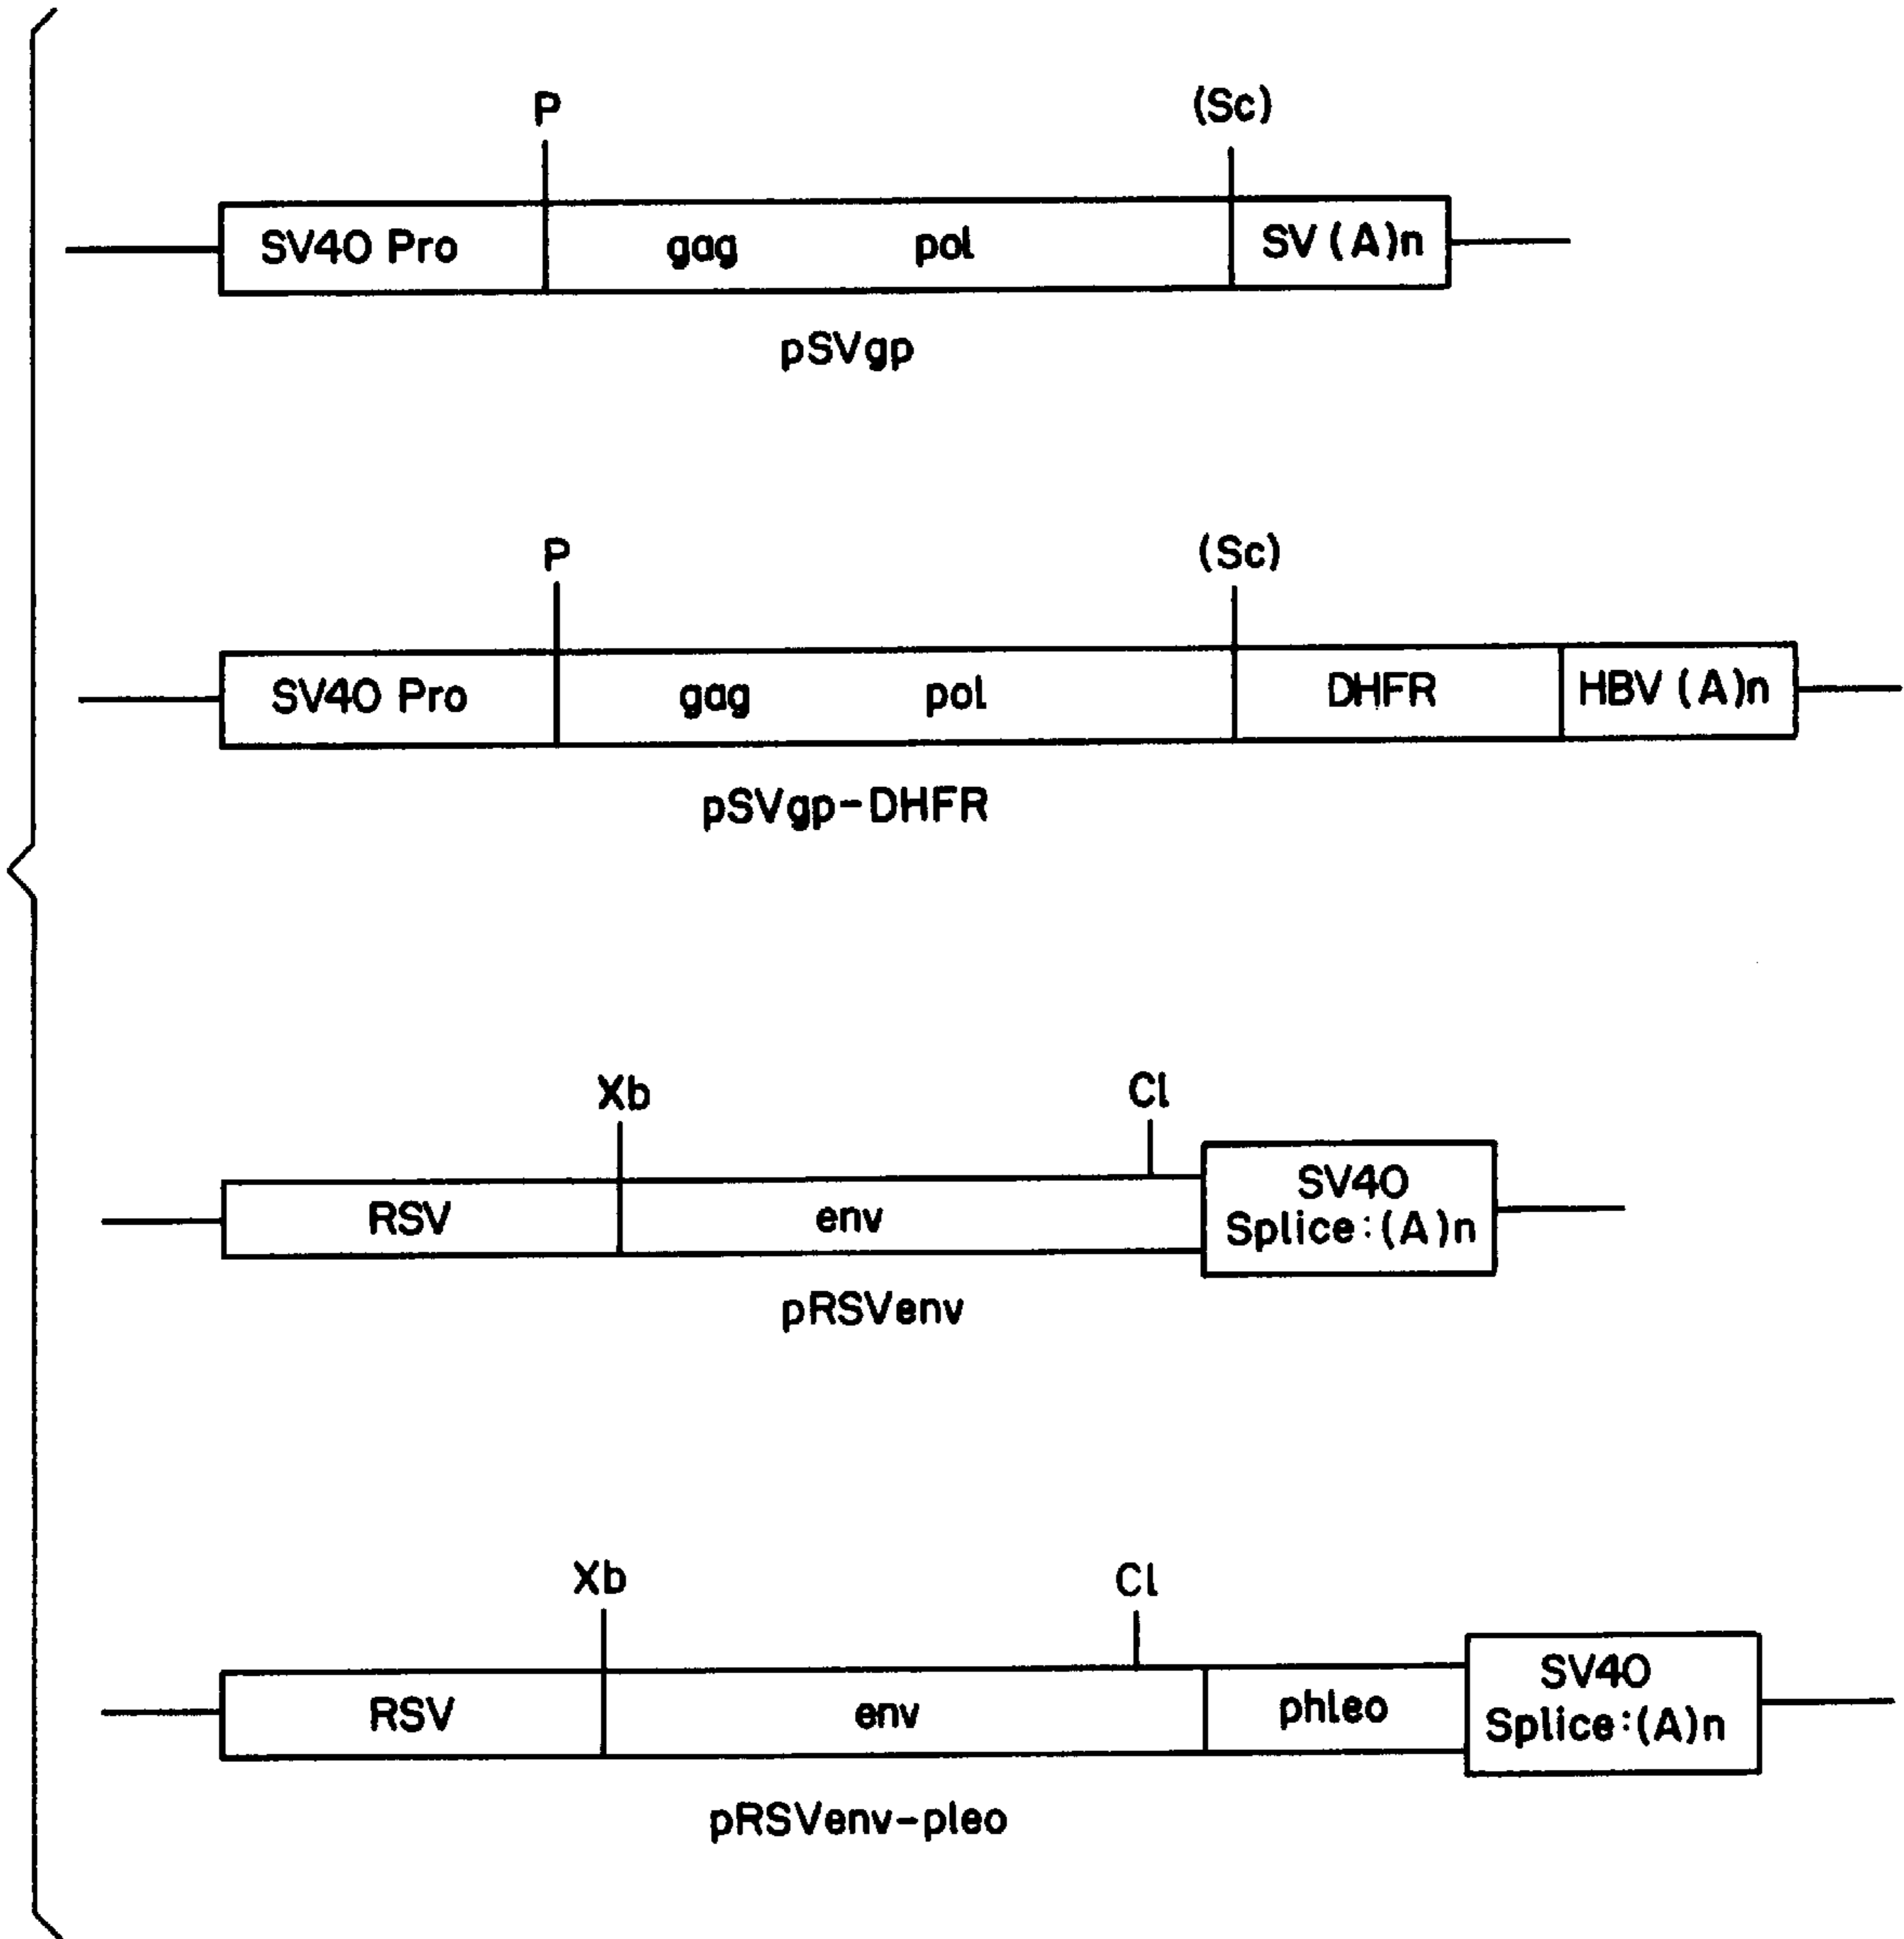 P (Sc)
SV40 Pro gag pol SV (A)n
pSVgp
P (Sc)
SV40 Pro gag pol DHFR HBV (A)n
pSVgp-DHFR
Xb Cl
RSV env SV40
Splice:(A)n
pRSVenv
Xb Cl
RSV env phleo SV40
Splice:(A)n
pRSVenv-pleo